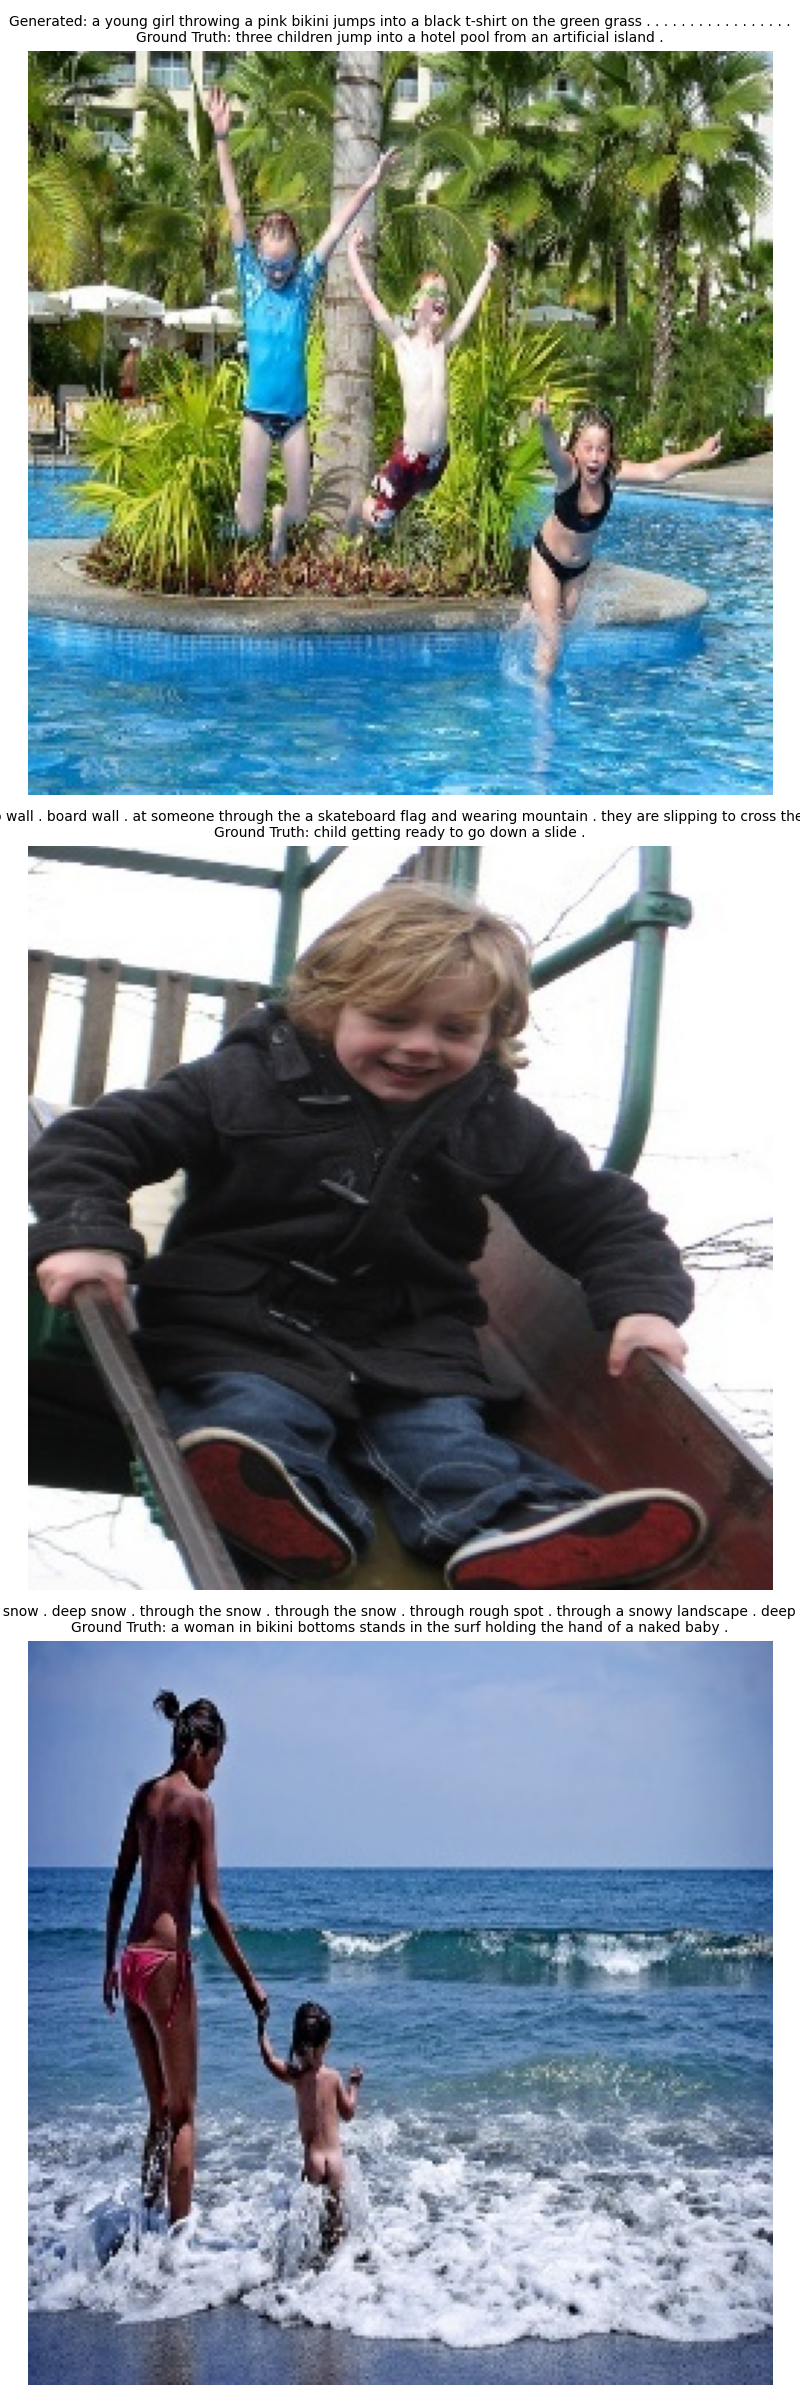 Generated: a young girl throwing a pink bikini jumps into a black t-shirt on the green grass . . . . . . . . . . . . . . . . .
Ground Truth: three children jump into a hotel pool from an artificial island .
wall . board wall . at someone through the a skateboard flag and wearing mountain . they are slipping to cross the
Ground Truth: child getting ready to go down a slide .
snow . deep snow . through the snow . through the snow . through rough spot . through a snowy landscape . deep
Ground Truth: a woman in bikini bottoms stands in the surf holding the hand of a naked baby .